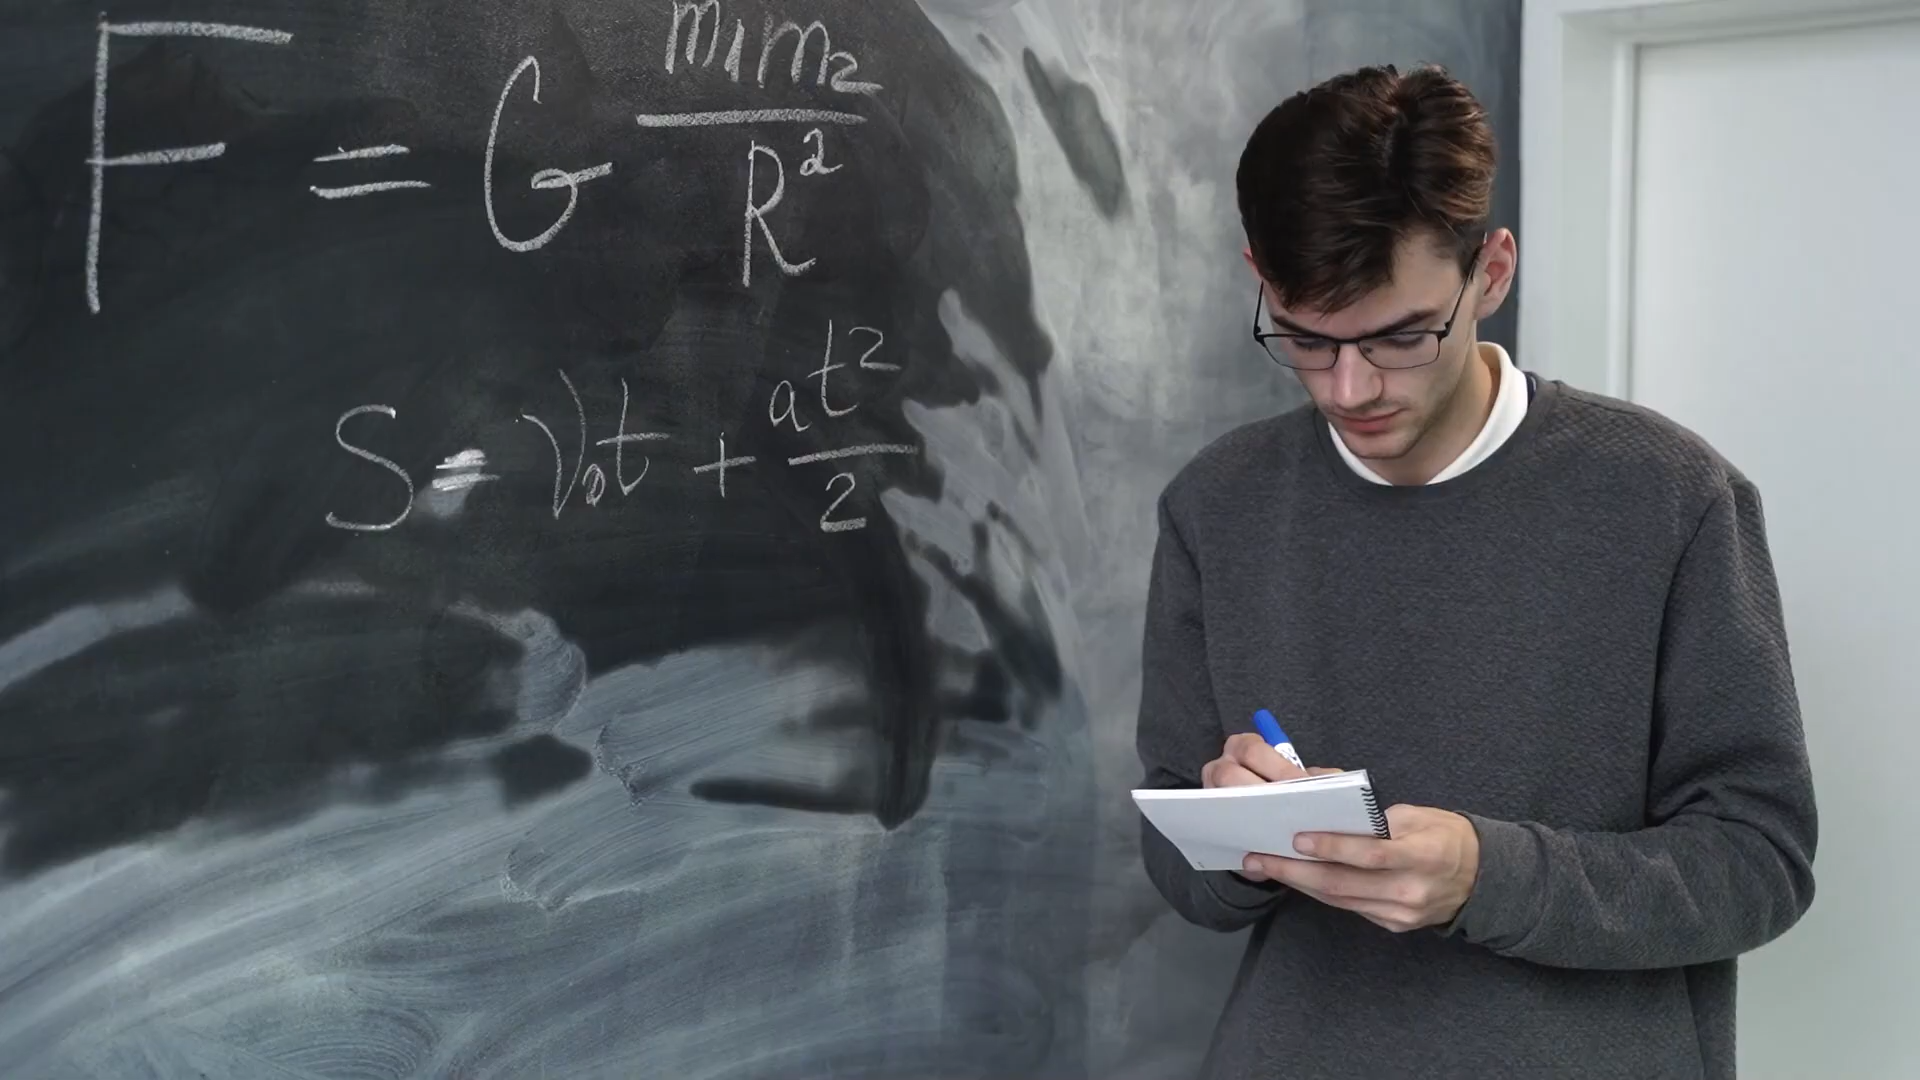 F = G m₁m₂/R²
S = V₀t + at²/2